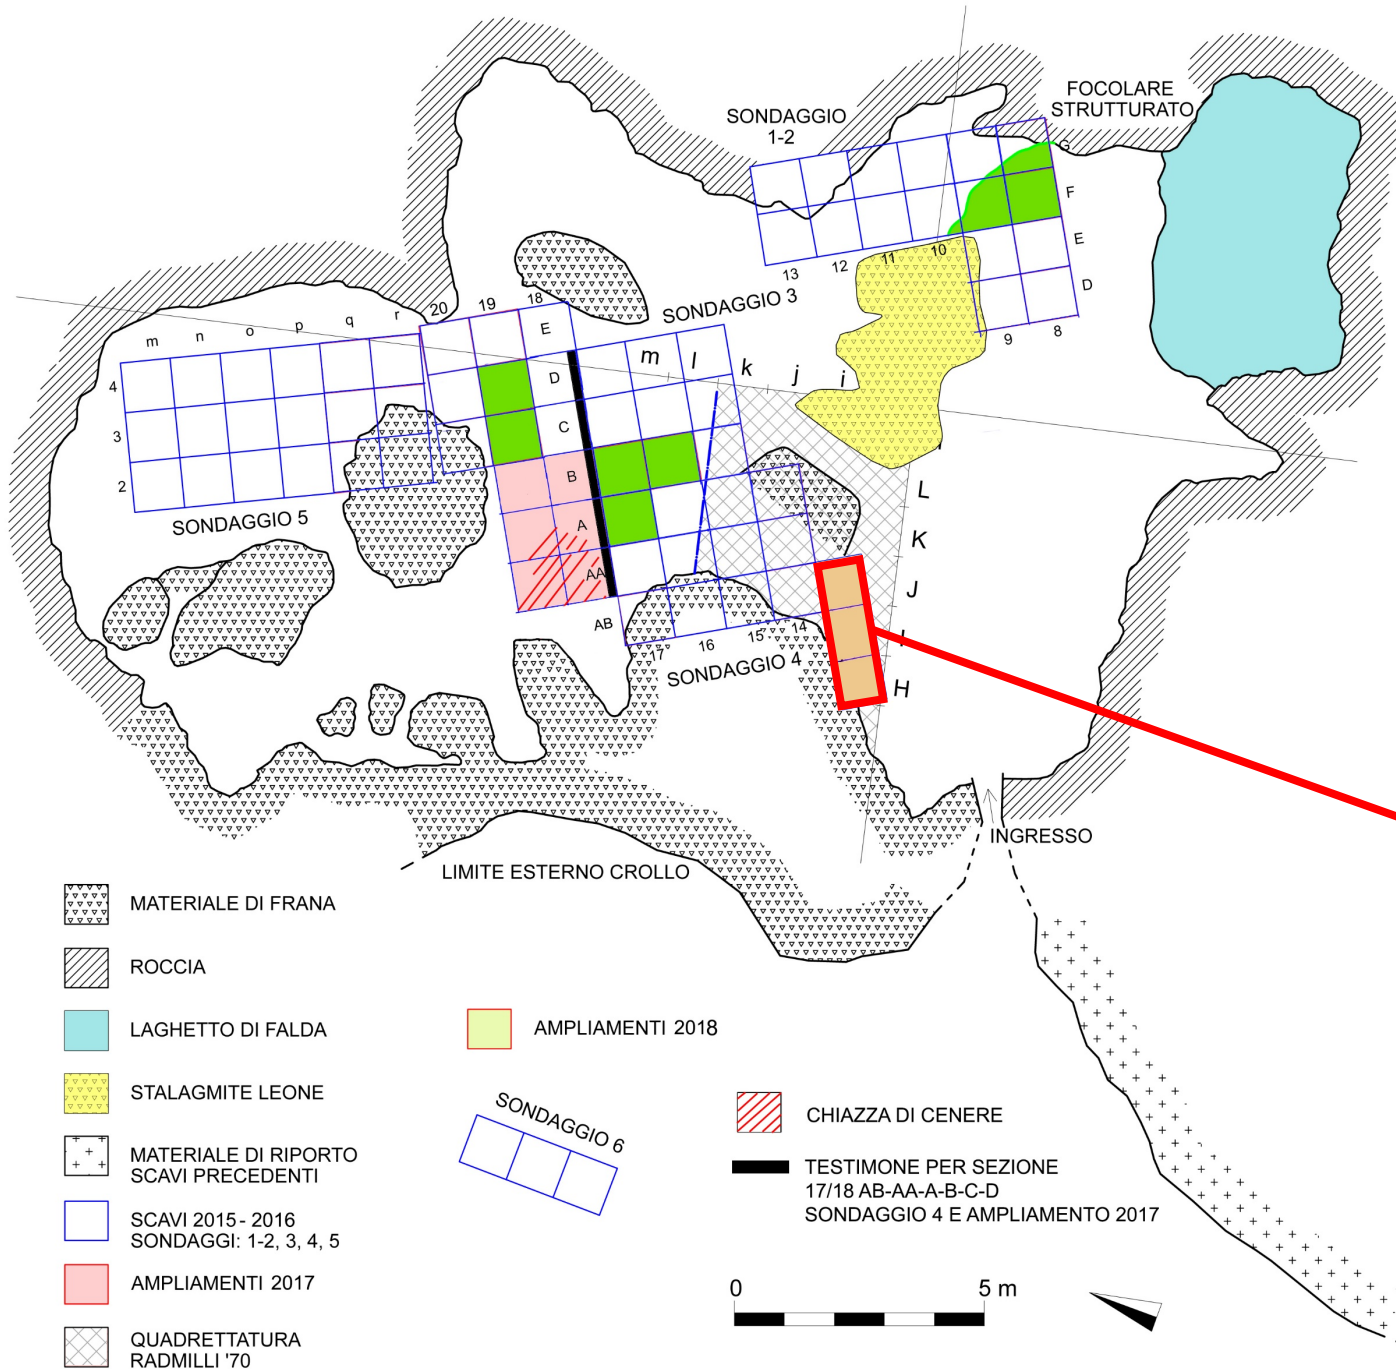 FOCOLARE
STRUTTURATO
SONDAGGIO
1-2
G
F
E
D
13 12 11 10
9 8
SONDAGGIO 3
20 19 18
m n o p q r
4
3
2
E
D
C
B
A
AA
AB
m l k j i
L
K
J
I
H
17 16 15 14
SONDAGGIO 4
SONDAGGIO 5
INGRESSO
LIMITE ESTERNO CROLLO
MATERIALE DI FRANA
ROCCIA
LAGHETTO DI FALDA
STALAGMITE LEONE
MATERIALE DI RIPORTO
SCAVI PRECEDENTI
SCAVI 2015 - 2016
SONDAGGI: 1-2, 3, 4, 5
AMPLIAMENTI 2017
QUADRETTATURA
RADMILLI '70
AMPLIAMENTI 2018
SONDAGGIO 6
CHIAZZA DI CENERE
TESTIMONE PER SEZIONE
17/18 AB-AA-A-B-C-D
SONDAGGIO 4 E AMPLIAMENTO 2017
0 5 m